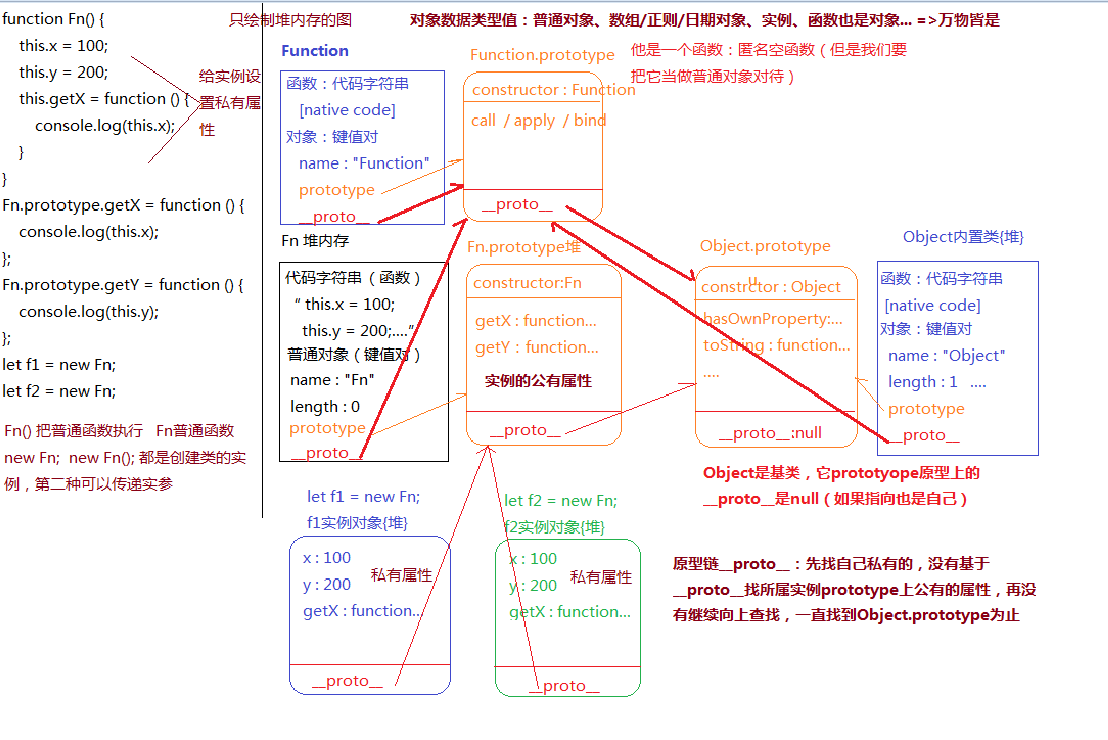 function Fn() {
this.x = 100;
this.y = 200;
this.getX = function () {
console.log(this.x);
}
}
Fn.prototype.getX = function () {
console.log(this.x);
};
Fn.prototype.getY = function () {
console.log(this.y);
};
let f1 = new Fn;
let f2 = new Fn;
Fn() 把普通函数执行 Fn普通函数
new Fn; new Fn(); 都是创建类的实
例，第二种可以传递实参
给实例设
置私有属
性
只绘制堆内存的图
对象数据类型值：普通对象、数组/正则/日期对象、实例、函数也是对象... =>万物皆是
Function
函数：代码字符串
[native code]
对象：键值对
name : "Function"
prototype
__proto__
Function.prototype
constructor : Function
call / apply / bind
__proto__
他是一个函数：匿名空函数（但是我们要
把它当做普通对象对待）
Fn 堆内存
代码字符串（函数）
“ this.x = 100;
this.y = 200;....”
普通对象（键值对）
name : "Fn"
length : 0
prototype
__proto__
Fn.prototype堆
constructor:Fn
getX : function...
getY : function...
实例的公有属性
__proto__
Object.prototype
constructor : Object
hasOwnProperty:...
toString : function...
....
__proto__:null
Object内置类{堆}
函数：代码字符串
[native code]
对象：键值对
name : "Object"
length : 1 ....
prototype
__proto__
Object是基类，它prototyope原型上的
__proto__是null（如果指向也是自己）
let f1 = new Fn;
f1实例对象{堆}
x : 100
y : 200
私有属性
getX : function...
__proto__
let f2 = new Fn;
f2实例对象{堆}
x : 100
y : 200
私有属性
getX : function...
__proto__
原型链__proto__：先找自己私有的，没有基于
__proto__找所属实例prototype上公有的属性，再没
有继续向上查找，一直找到Object.prototype为止